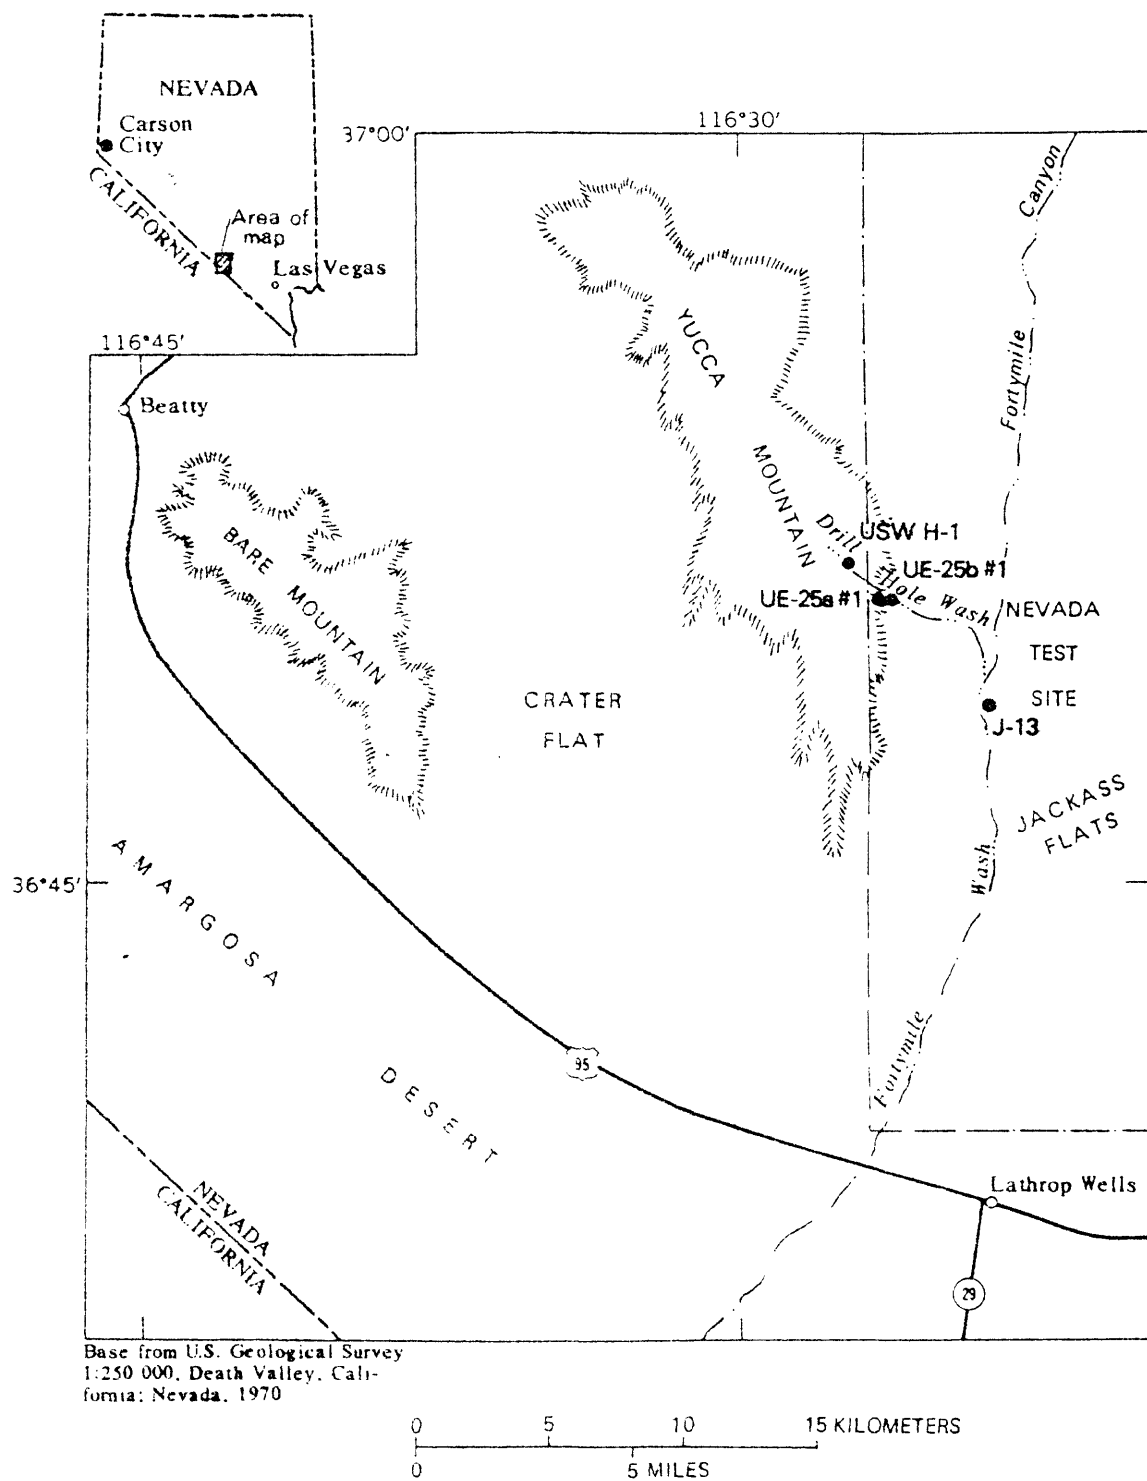 NEVADA
Carson
City
CALIFORNIA
Area of
map
Las Vegas
116°30'
37°00'
116°45'
Beatty
Canyon
Fortymile
YUCCA
MOUNTAIN
BARE
MOUNTAIN
Drill
Hole Wash
USW H-1
UE-25b #1
UE-25a #1
NEVADA
TEST
SITE
J-13
CRATER
FLAT
JACKASS
FLATS
Wash
36°45'
AMARGOSA
DESERT
95
Fortymile
NEVADA
CALIFORNIA
Lathrop Wells
29
Base from U.S. Geological Survey
1:250 000, Death Valley, Cali-
fornia; Nevada, 1970
0 5 10 15 KILOMETERS
0 5 MILES